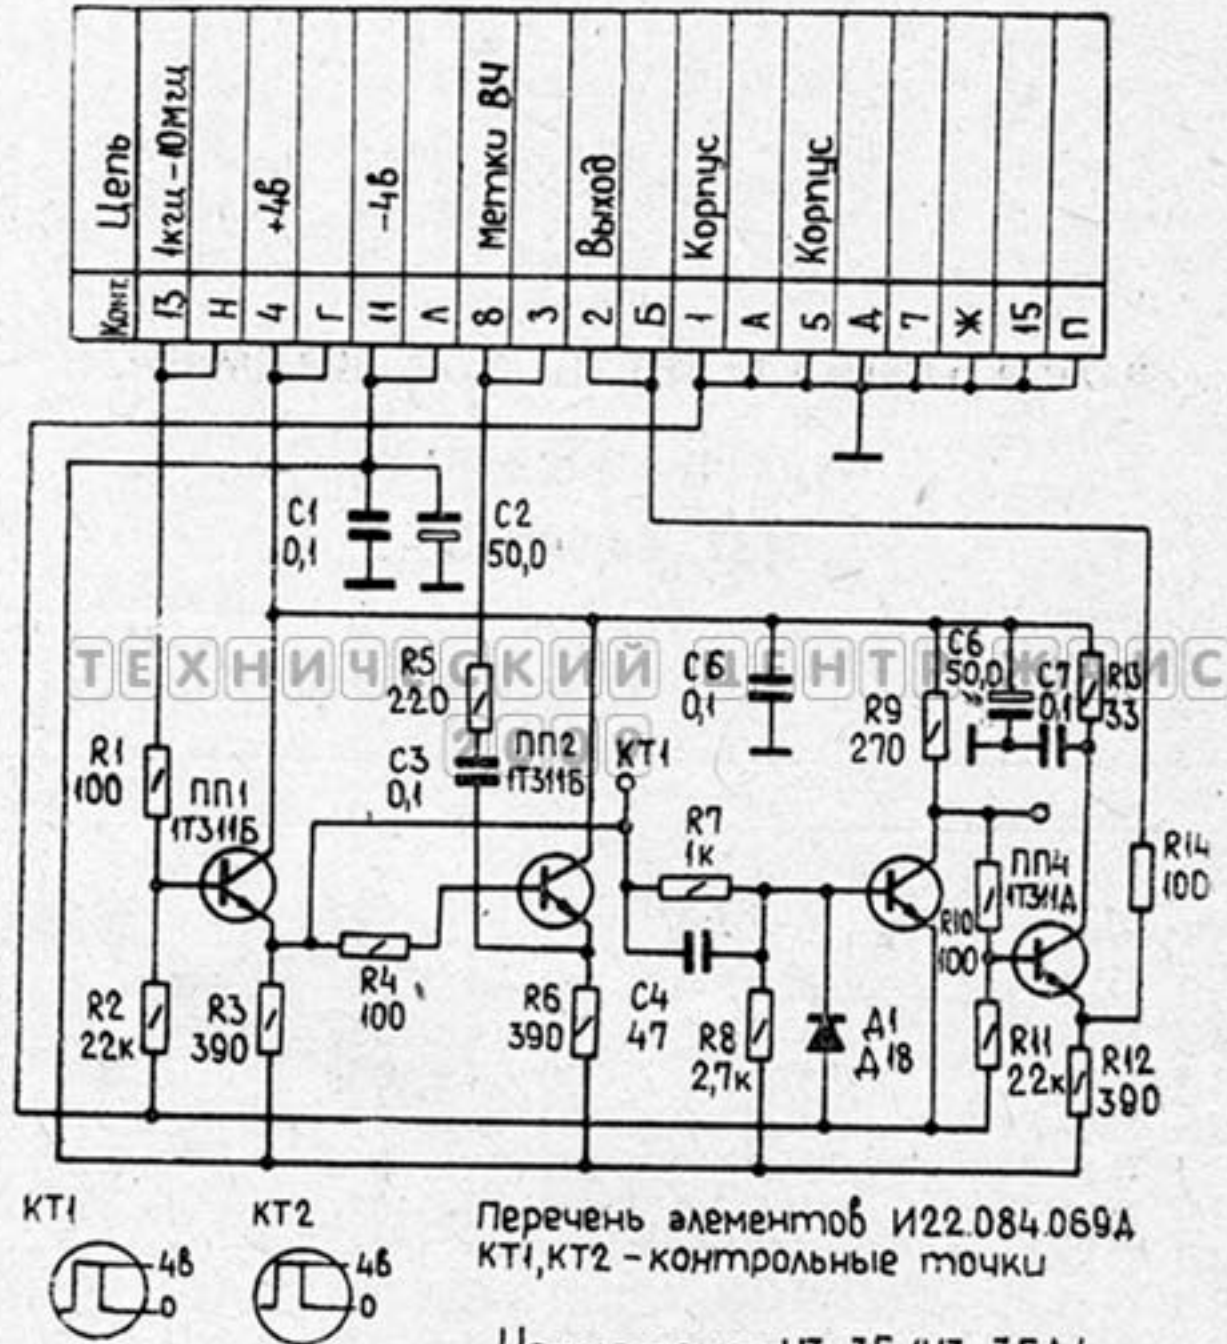 Цепь
1кгц-10мгц
+4В
-4В
Метки ВЧ
Выход
Корпус
Корпус
Конт.
13
Н
4
Г
11
Л
8
З
2
Б
1
А
5
Д
7
Ж
15
П
С1
0,1
С2
50,0
ТЕХНИЧЕСКИЙ ЦЕНТР ЖАИС
2008
R5
220
С6
0,1
С6
50,0
С7
0,1
R13
33
R9
270
R1
100
ПП1
1Т311Б
С3
0,1
ПП2
1Т311Б
КТ1
R7
1к
ПП4
1Т311Д
R14
100
R10
100
R2
22к
R3
390
R4
100
R6
390
С4
47
R8
2,7к
Д1
Д18
R11
22к
R12
390
КТ1
4В
0
КТ2
4В
0
Перечень элементов И22.084.069Д
КТ1,КТ2 - контрольные точки